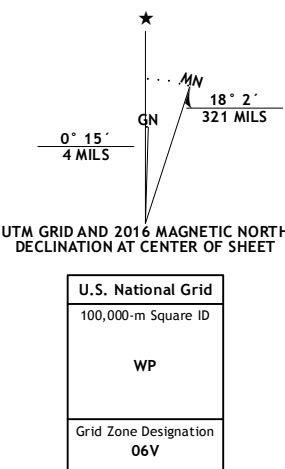 ★
MN
18° 2´
321 MILS
GN
0° 15´
4 MILS
UTM GRID AND 2016 MAGNETIC NORTH
DECLINATION AT CENTER OF SHEET
U.S. National Grid
100,000-m Square ID
WP
Grid Zone Designation
06V